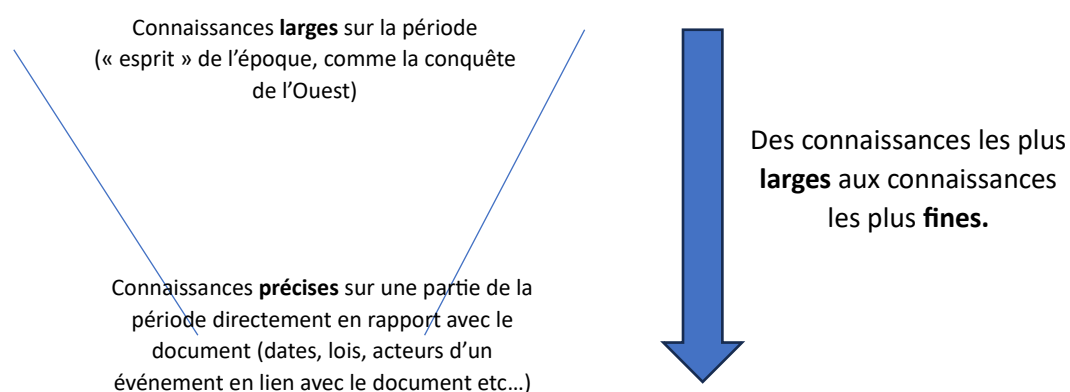 Connaissances larges sur la période
(« esprit » de l’époque, comme la conquête
de l’Ouest)
Des connaissances les plus
larges aux connaissances
les plus fines.
Connaissances précises sur une partie de la
période directement en rapport avec le
document (dates, lois, acteurs d’un
événement en lien avec le document etc…)